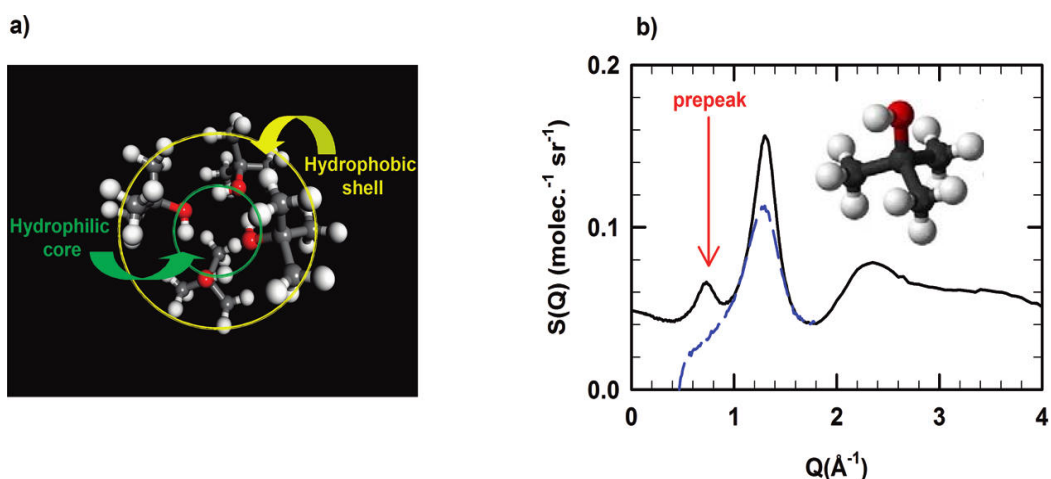 a)
Hydrophobic
shell
Hydrophilic
core
b)
0.2
prepeak
S(Q) (molec.⁻¹ sr⁻¹)
0.1
0.0
0 1 2 3 4
Q(Å⁻¹)